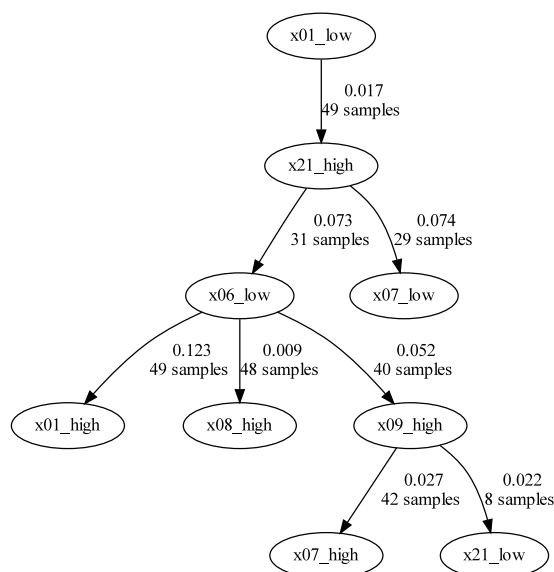 x01_low
0.017
49 samples
x21_high
0.073
31 samples
0.074
29 samples
x06_low
x07_low
0.123
49 samples
0.009
48 samples
0.052
40 samples
x01_high
x08_high
x09_high
0.027
42 samples
0.022
8 samples
x07_high
x21_low